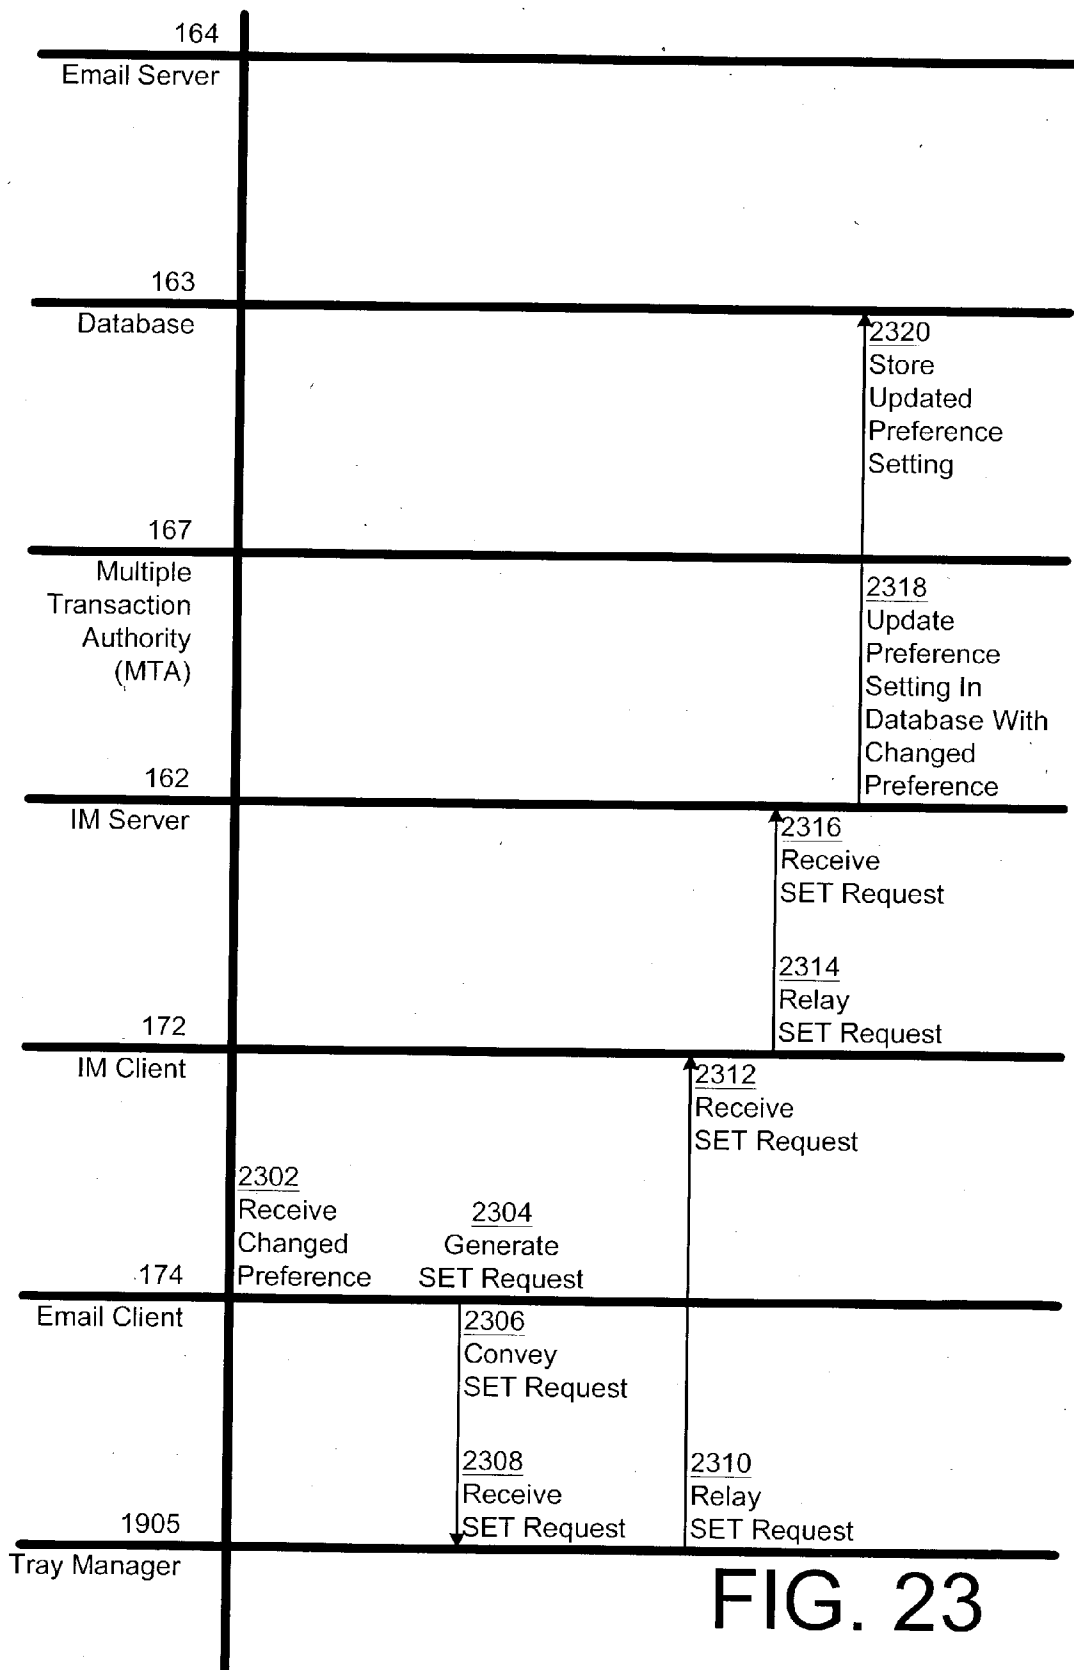 164
Email Server
163
Database
2320
Store
Updated
Preference
Setting
167
Multiple
Transaction
Authority
(MTA)
2318
Update
Preference
Setting In
Database With
Changed
Preference
162
IM Server
2316
Receive
SET Request
2314
Relay
SET Request
172
IM Client
2312
Receive
SET Request
2302
Receive
Changed
Preference
2304
Generate
SET Request
174
Email Client
2306
Convey
SET Request
2308
Receive
SET Request
2310
Relay
SET Request
1905
Tray Manager
FIG. 23